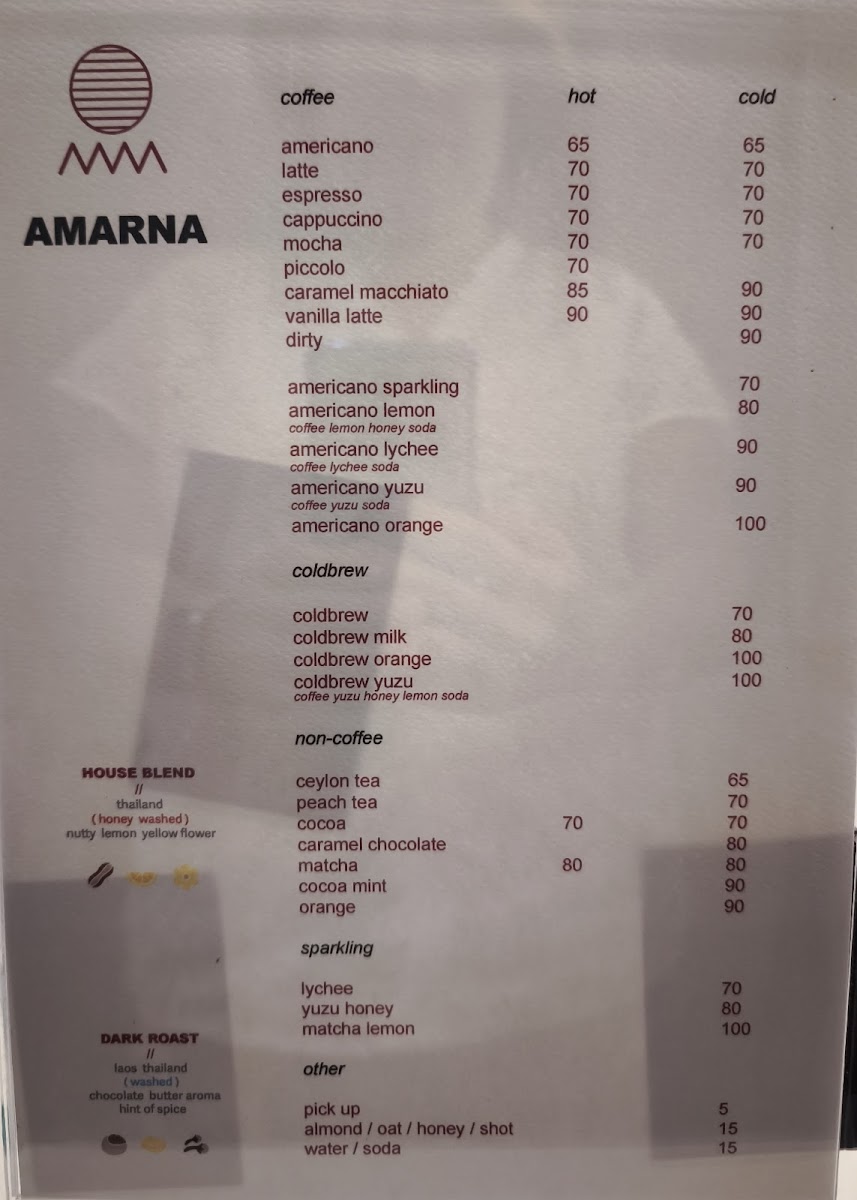 AMARNA
coffee hot cold
americano 65 65
latte 70 70
espresso 70 70
cappuccino 70 70
mocha 70 70
piccolo 70
caramel macchiato 85 90
vanilla latte 90 90
dirty 90
americano sparkling 70
americano lemon 80
coffee lemon honey soda
americano lychee 90
coffee lychee soda
americano yuzu 90
coffee yuzu soda
americano orange 100
coldbrew
coldbrew 70
coldbrew milk 80
coldbrew orange 100
coldbrew yuzu 100
coffee yuzu honey lemon soda
non-coffee
ceylon tea 65
peach tea 70
cocoa 70 70
caramel chocolate 80
matcha 80 80
cocoa mint 90
orange 90
sparkling
lychee 70
yuzu honey 80
matcha lemon 100
other
pick up 5
almond / oat / honey / shot 15
water / soda 15
HOUSE BLEND
//
thailand
( honey washed )
nutty lemon yellow flower
DARK ROAST
//
laos thailand
( washed )
chocolate butter aroma
hint of spice